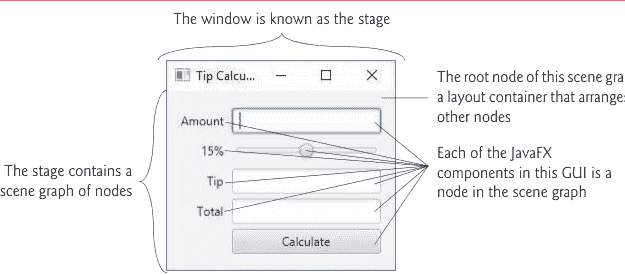 The window is known as the stage
Tip Calcu...
The root node of this scene gra
a layout container that arrange
other nodes
Amount
15%
Each of the JavaFX
components in this GUI is a
node in the scene graph
The stage contains a
scene graph of nodes
Tip
Total
Calculate